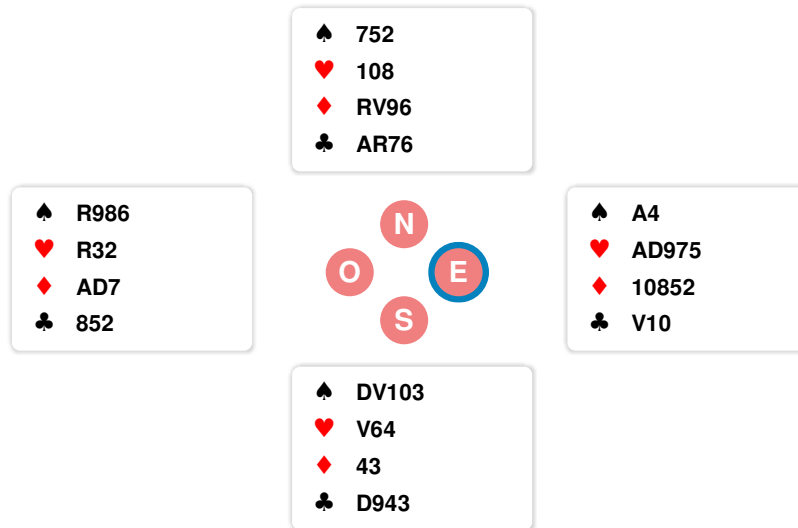 ♠ 752
♥ 108
♦ RV96
♣ AR76
♠ R986
♥ R32
♦ AD7
♣ 852
N
O E
S
♠ A4
♥ AD975
♦ 10852
♣ V10
♠ DV103
♥ V64
♦ 43
♣ D943